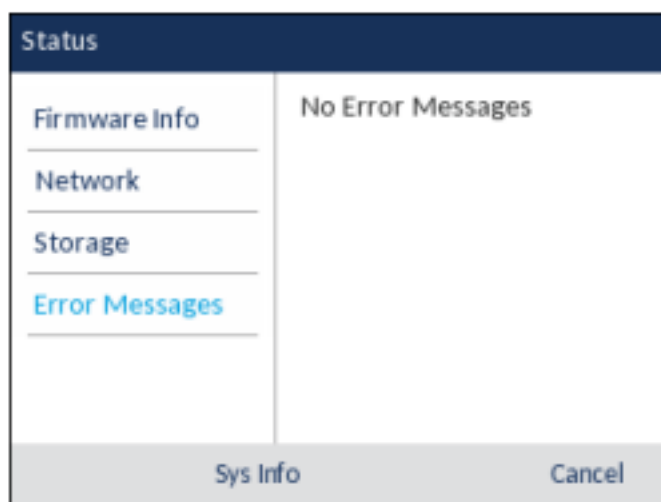 Status
Firmware Info
Network
Storage
Error Messages
No Error Messages
Sys Info
Cancel